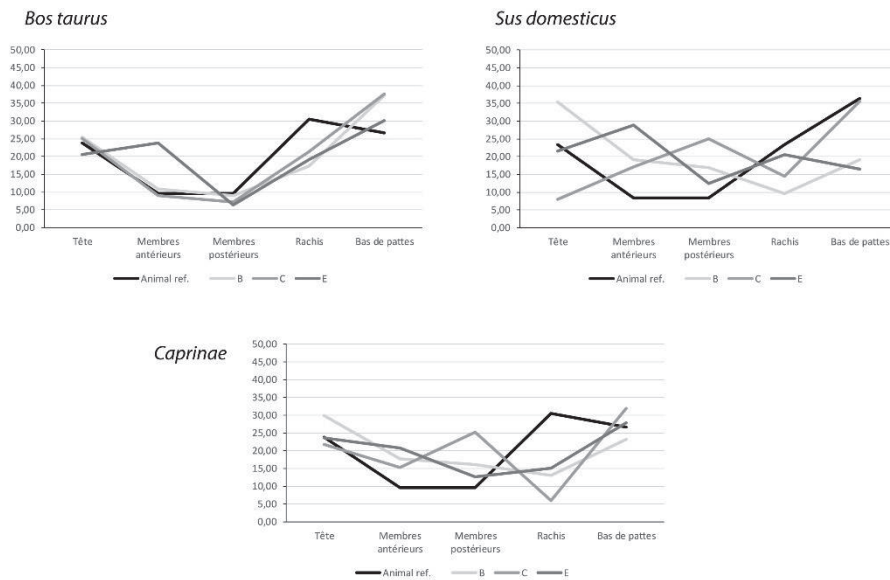 Bos taurus
50,00
45,00
40,00
35,00
30,00
25,00
20,00
15,00
10,00
5,00
0,00
Tête
Membres
antérieurs
Membres
postérieurs
Rachis
Bas de pattes
Animal ref.
B
C
E
Sus domesticus
50,00
45,00
40,00
35,00
30,00
25,00
20,00
15,00
10,00
5,00
0,00
Tête
Membres
antérieurs
Membres
postérieurs
Rachis
Bas de pattes
Animal ref.
B
C
E
Caprinae
50,00
45,00
40,00
35,00
30,00
25,00
20,00
15,00
10,00
5,00
0,00
Tête
Membres
antérieurs
Membres
postérieurs
Rachis
Bas de pattes
Animal ref.
B
C
E